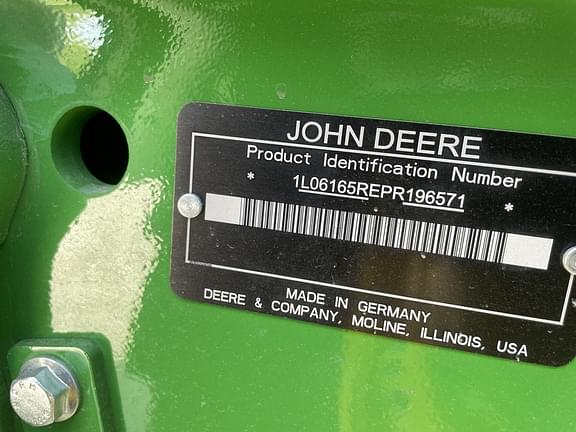 JOHN DEERE
Product Identification Number
* 1L06165REPR196571 *
MADE IN GERMANY
DEERE & COMPANY, MOLINE, ILLINOIS, USA